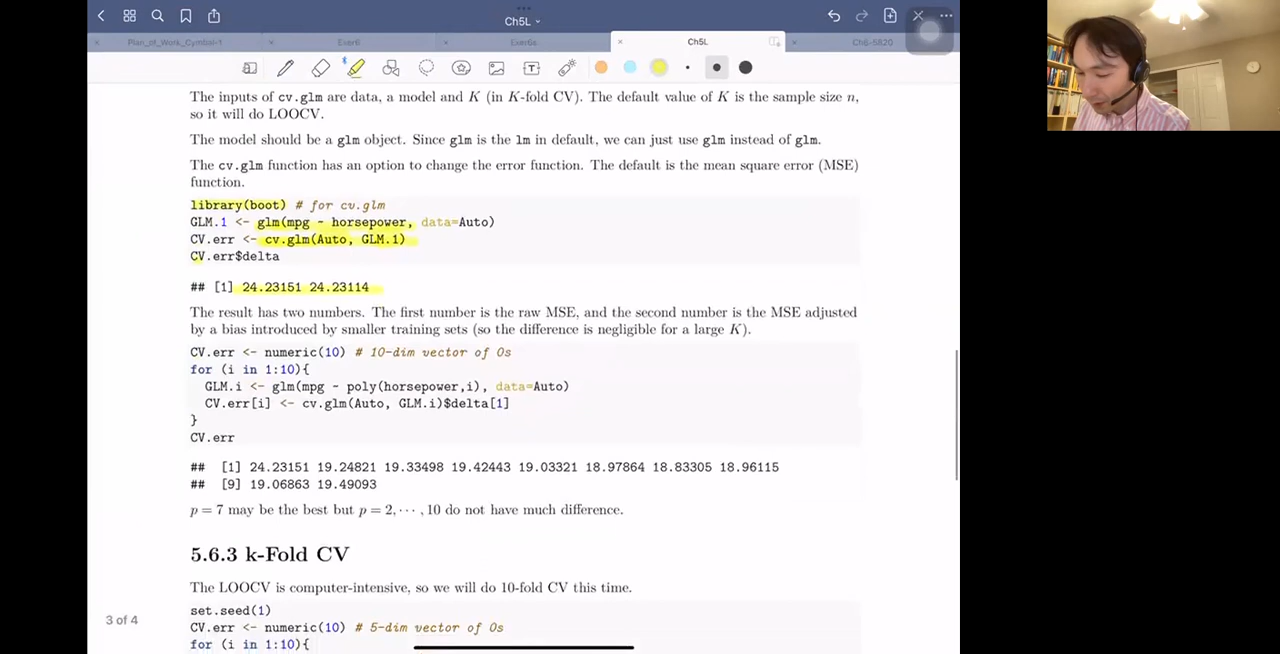 Ch5L
Plan_of_Work_Cymbal-1
Exer6
Exer6s
Ch5L
Ch6-5820
The inputs of cv.glm are data, a model and K (in K-fold CV). The default value of K is the sample size n,
so it will do LOOCV.
The model should be a glm object. Since glm is the lm in default, we can just use glm instead of glm.
The cv.glm function has an option to change the error function. The default is the mean square error (MSE)
function.
library(boot) # for cv.glm
GLM.1 <- glm(mpg ~ horsepower, data=Auto)
CV.err <- cv.glm(Auto, GLM.1)
CV.err$delta
## [1] 24.23151 24.23114
The result has two numbers. The first number is the raw MSE, and the second number is the MSE adjusted
by a bias introduced by smaller training sets (so the difference is negligible for a large K).
CV.err <- numeric(10) # 10-dim vector of 0s
for (i in 1:10){
GLM.i <- glm(mpg ~ poly(horsepower,i), data=Auto)
CV.err[i] <- cv.glm(Auto, GLM.i)$delta[1]
}
CV.err
## [1] 24.23151 19.24821 19.33498 19.42443 19.03321 18.97864 18.83305 18.96115
## [9] 19.06863 19.49093
p = 7 may be the best but p = 2, ⋯ , 10 do not have much difference.
5.6.3 k-Fold CV
The LOOCV is computer-intensive, so we will do 10-fold CV this time.
3 of 4
set.seed(1)
CV.err <- numeric(10) # 5-dim vector of 0s
for (i in 1:10){